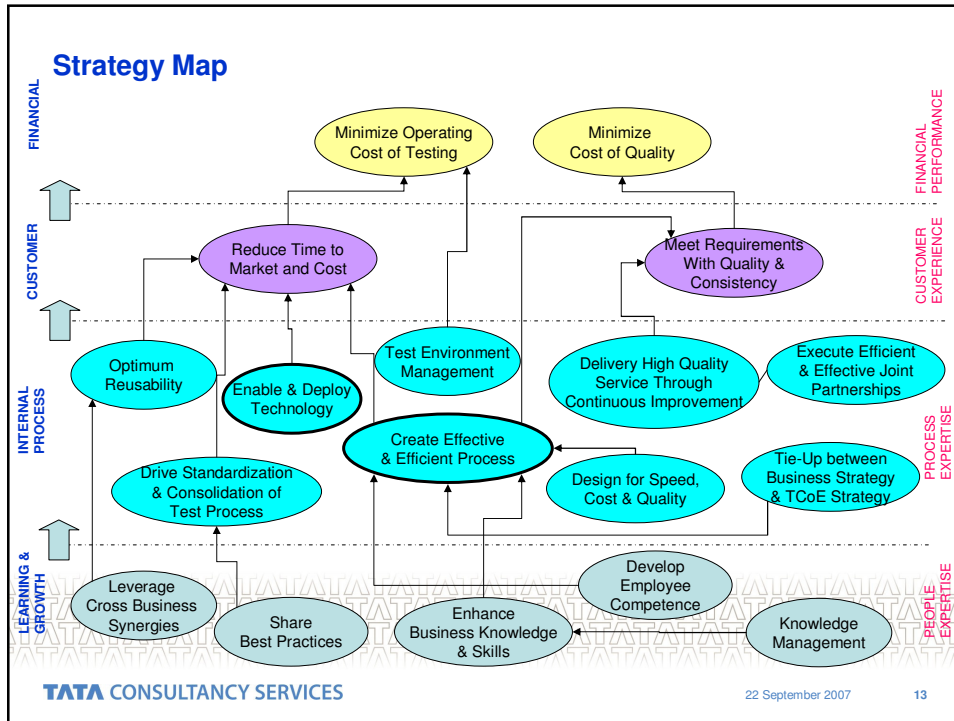 Strategy Map
FINANCIAL
Minimize Operating
Cost of Testing
Minimize
Cost of Quality
FINANCIAL
PERFORMANCE
CUSTOMER
Reduce Time to
Market and Cost
Meet Requirements
With Quality &
Consistency
CUSTOMER
EXPERIENCE
INTERNAL
PROCESS
Optimum
Reusability
Enable & Deploy
Technology
Test Environment
Management
Delivery High Quality
Service Through
Continuous Improvement
Execute Efficient
& Effective Joint
Partnerships
Create Effective
& Efficient Process
Drive Standardization
& Consolidation of
Test Process
Design for Speed,
Cost & Quality
Tie-Up between
Business Strategy
& TCoE Strategy
PROCESS
EXPERTISE
LEARNING &
GROWTH
Leverage
Cross Business
Synergies
Share
Best Practices
Enhance
Business Knowledge
& Skills
Develop
Employee
Competence
Knowledge
Management
PEOPLE
EXPERTISE
TATA CONSULTANCY SERVICES
22 September 2007
13